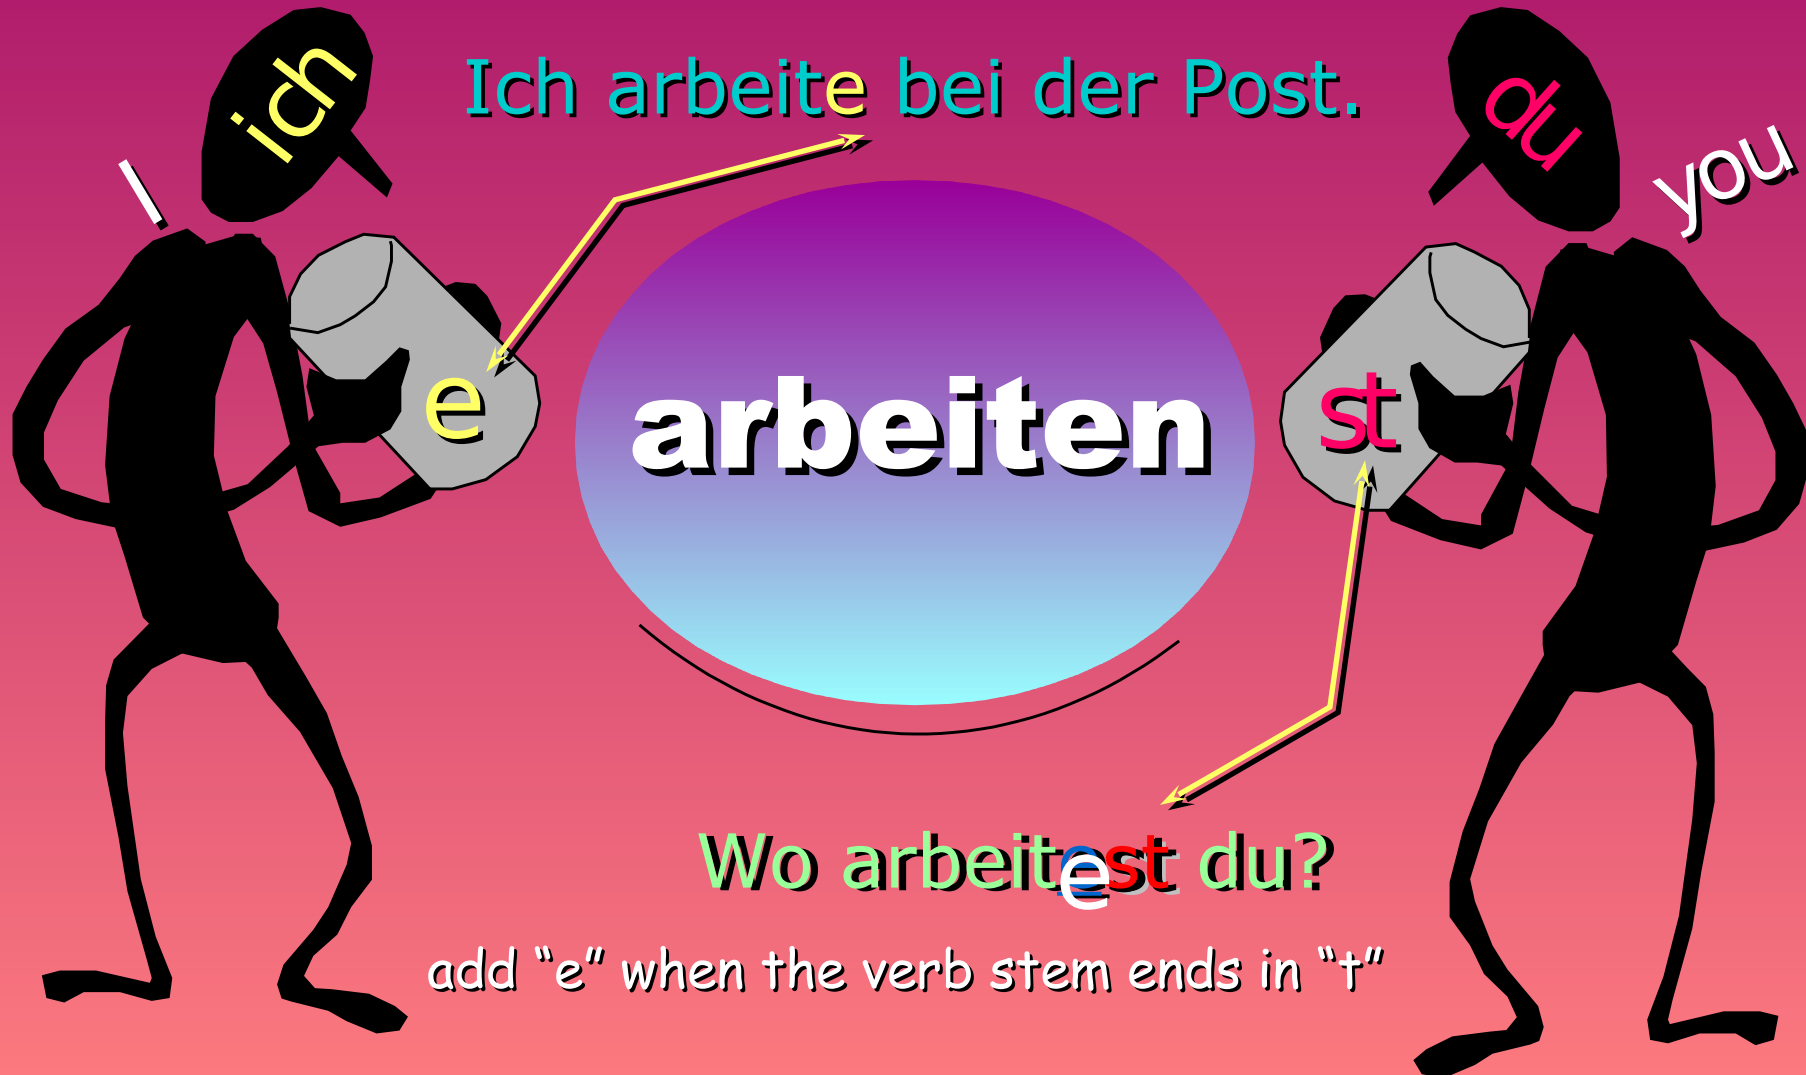 Ich arbeite bei der Post.
ich
I
du
you
e
arbeiten
st
Wo arbeitest du?
e
add “e” when the verb stem ends in “t”